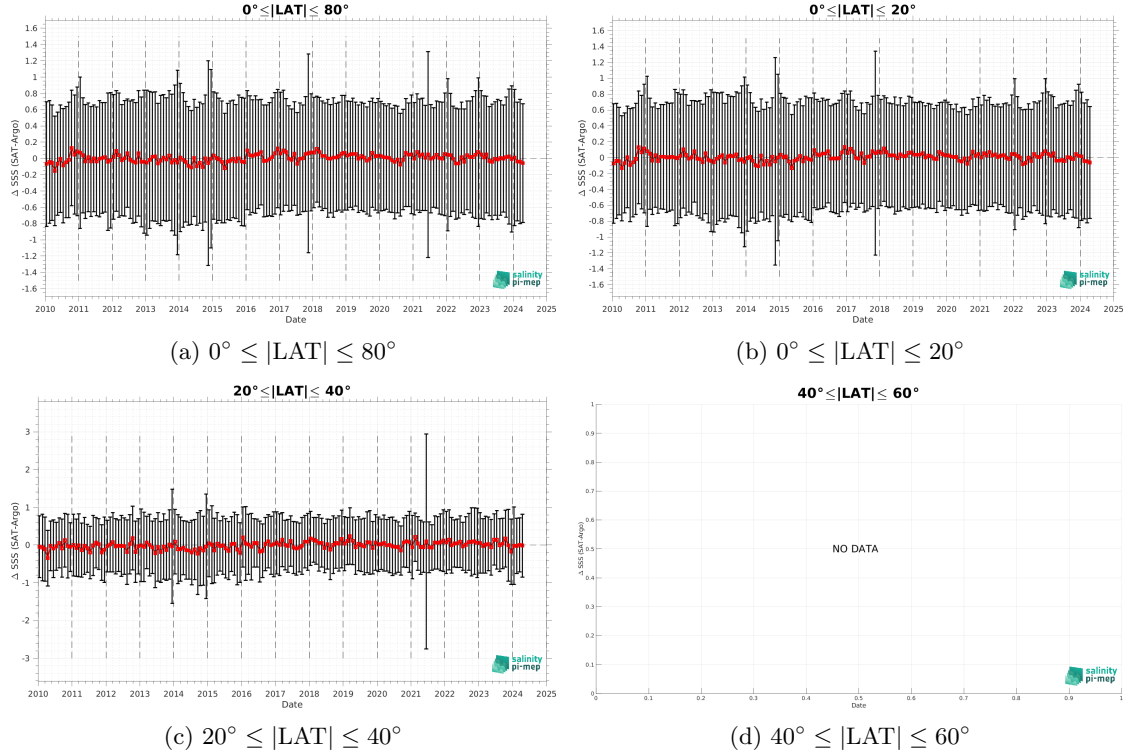 0°≤|LAT|≤ 80°
Δ SSS (SAT-Argo)
1.6
1.4
1.2
1
0.8
0.6
0.4
0.2
0
-0.2
-0.4
-0.6
-0.8
-1
-1.2
-1.4
-1.6
2010 2011 2012 2013 2014 2015 2016 2017 2018 2019 2020 2021 2022 2023 2024 2025
Date
salinity
pi-mep
(a) 0° ≤ |LAT| ≤ 80°
0°≤|LAT|≤ 20°
Δ SSS (SAT-Argo)
1.6
1.4
1.2
1
0.8
0.6
0.4
0.2
0
-0.2
-0.4
-0.6
-0.8
-1
-1.2
-1.4
-1.6
2010 2011 2012 2013 2014 2015 2016 2017 2018 2019 2020 2021 2022 2023 2024 2025
Date
salinity
pi-mep
(b) 0° ≤ |LAT| ≤ 20°
20°≤|LAT|≤ 40°
Δ SSS (SAT-Argo)
3
2
1
0
-1
-2
-3
2010 2011 2012 2013 2014 2015 2016 2017 2018 2019 2020 2021 2022 2023 2024 2025
Date
salinity
pi-mep
(c) 20° ≤ |LAT| ≤ 40°
40°≤|LAT|≤ 60°
Δ SSS (SAT-Argo)
1
0.9
0.8
0.7
0.6
0.5
0.4
0.3
0.2
0.1
0
NO DATA
0 0.1 0.2 0.3 0.4 0.5 0.6 0.7 0.8 0.9 1
Date
salinity
pi-mep
(d) 40° ≤ |LAT| ≤ 60°